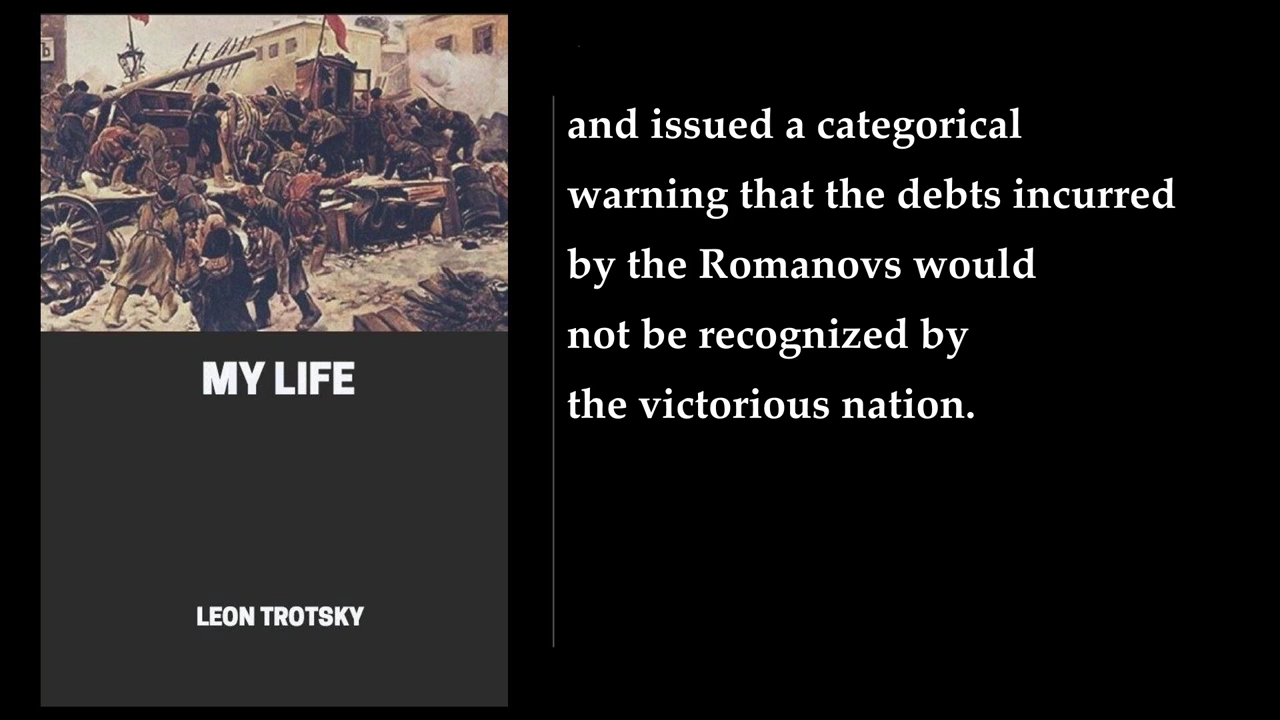 MY LIFE
LEON TROTSKY
and issued a categorical
warning that the debts incurred
by the Romanovs would
not be recognized by
the victorious nation.